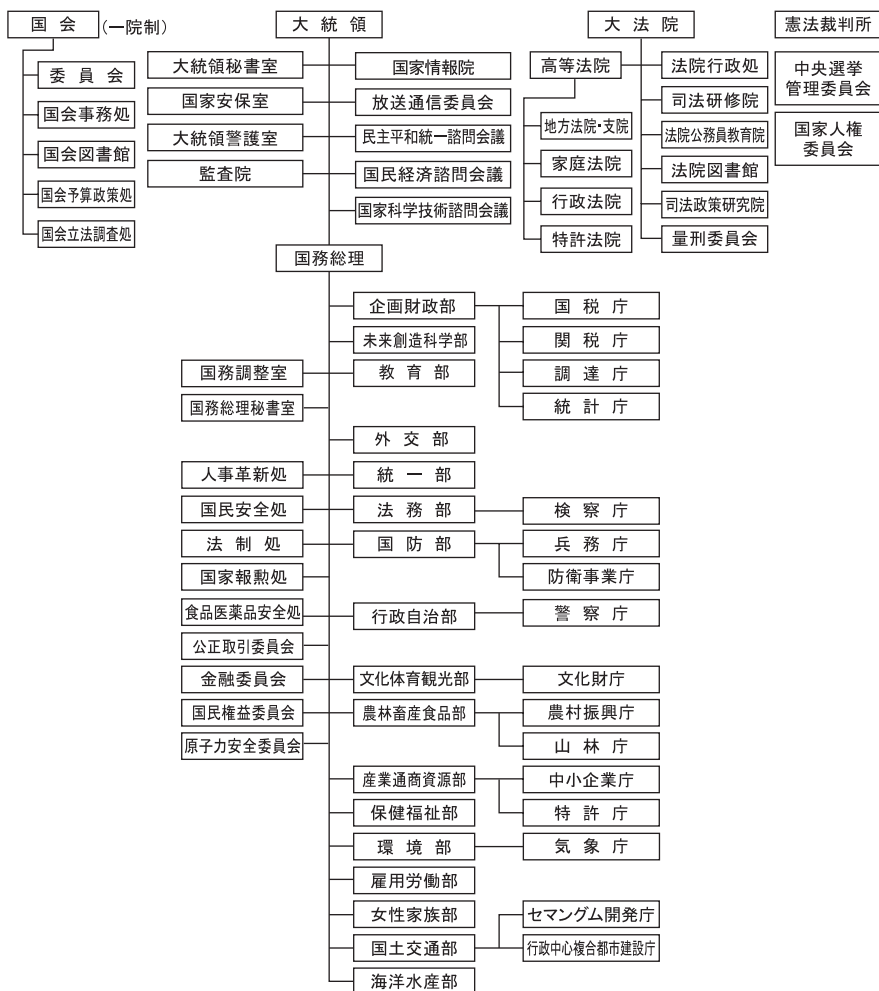 国会 (一院制)
委員会
国会事務処
国会図書館
国会予算政策処
国会立法調査処
大統領
大統領秘書室
国家安保室
大統領警護室
監査院
国家情報院
放送通信委員会
民主平和統一諮問会議
国民経済諮問会議
国家科学技術諮問会議
大法院
高等法院
地方法院・支院
家庭法院
行政法院
特許法院
法院行政処
司法研修院
法院公務員教育院
法院図書館
司法政策研究院
量刑委員会
憲法裁判所
中央選挙
管理委員会
国家人権
委員会
国務総理
国務調整室
国務総理秘書室
人事革新処
国民安全処
法制処
国家報勲処
食品医薬品安全処
公正取引委員会
金融委員会
国民権益委員会
原子力安全委員会
企画財政部
国税庁
関税庁
調達庁
統計庁
未来創造科学部
教育部
外交部
統一部
法務部
検察庁
国防部
兵務庁
防衛事業庁
行政自治部
警察庁
文化体育観光部
文化財庁
農林畜産食品部
農村振興庁
山林庁
産業通商資源部
中小企業庁
特許庁
保健福祉部
環境部
気象庁
雇用労働部
女性家族部
国土交通部
セマングム開発庁
行政中心複合都市建設庁
海洋水産部